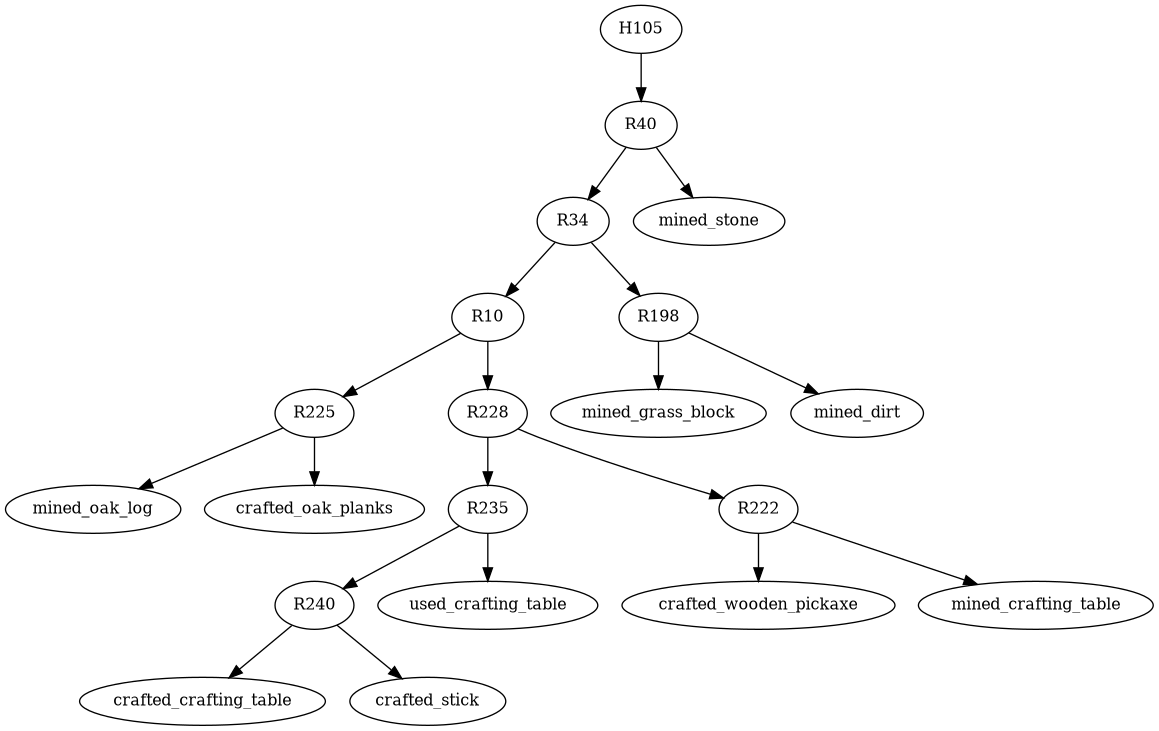 H105
R40
R34
mined_stone
R10
R198
R225
R228
mined_grass_block
mined_dirt
mined_oak_log
crafted_oak_planks
R235
R222
R240
used_crafting_table
crafted_wooden_pickaxe
mined_crafting_table
crafted_crafting_table
crafted_stick